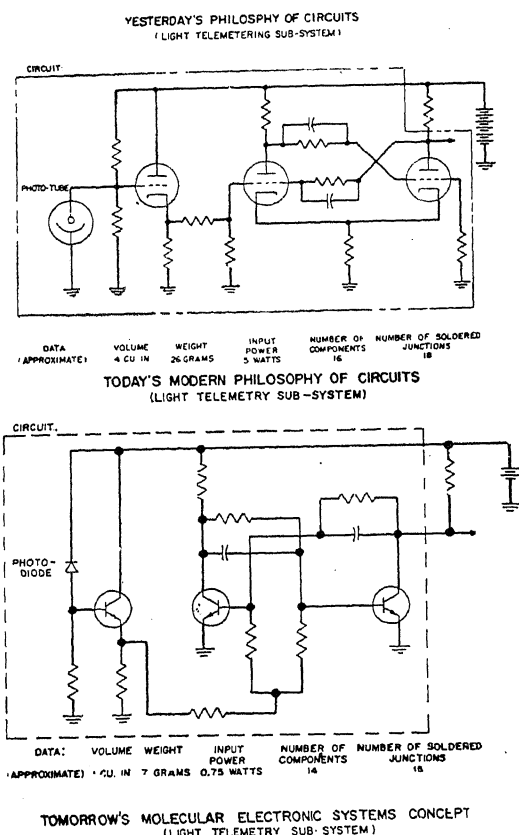 YESTERDAY'S PHILOSPHY OF CIRCUITS
(LIGHT TELEMETERING SUB-SYSTEM)
CIRCUIT
PHOTO-TUBE
DATA VOLUME WEIGHT INPUT POWER NUMBER OF COMPONENTS NUMBER OF SOLDERED JUNCTIONS
(APPROXIMATE) 4 CU IN 26 GRAMS 5 WATTS 16 18
TODAY'S MODERN PHILOSOPHY OF CIRCUITS
(LIGHT TELEMETRY SUB-SYSTEM)
CIRCUIT.
PHOTO-
DIODE
DATA: VOLUME WEIGHT INPUT POWER NUMBER OF COMPONENTS NUMBER OF SOLDERED JUNCTIONS
(APPROXIMATE) CU. IN 7 GRAMS 0.75 WATTS 14
TOMORROW'S MOLECULAR ELECTRONIC SYSTEMS CONCEPT
(LIGHT TELEMETRY SUB-SYSTEM)